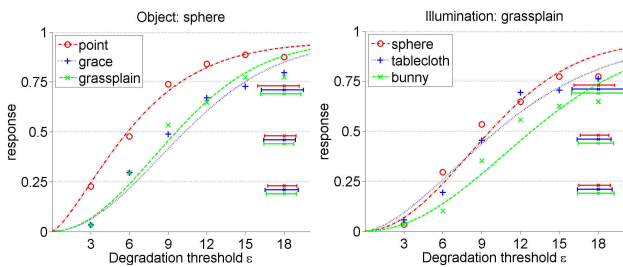 Object: sphere
1
0.75
0.5
0.25
0
response
point
grace
grassplain
3 6 9 12 15 18
Degradation threshold ε
Illumination: grassplain
1
0.75
0.5
0.25
0
response
sphere
tablecloth
bunny
3 6 9 12 15 18
Degradation threshold ε